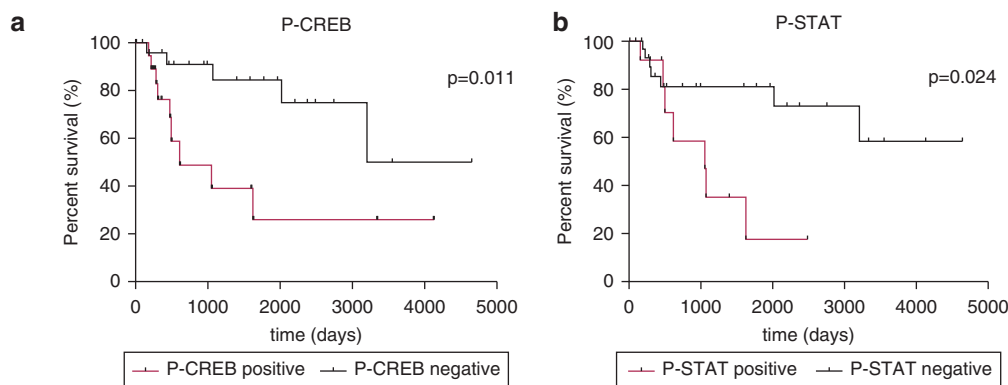 a
P-CREB
100
80
60
40
20
0
Percent survival (%)
p=0.011
0 1000 2000 3000 4000 5000
time (days)
P-CREB positive P-CREB negative
b
P-STAT
100
80
60
40
20
0
Percent survival (%)
p=0.024
0 1000 2000 3000 4000 5000
time (days)
P-STAT positive P-STAT negative